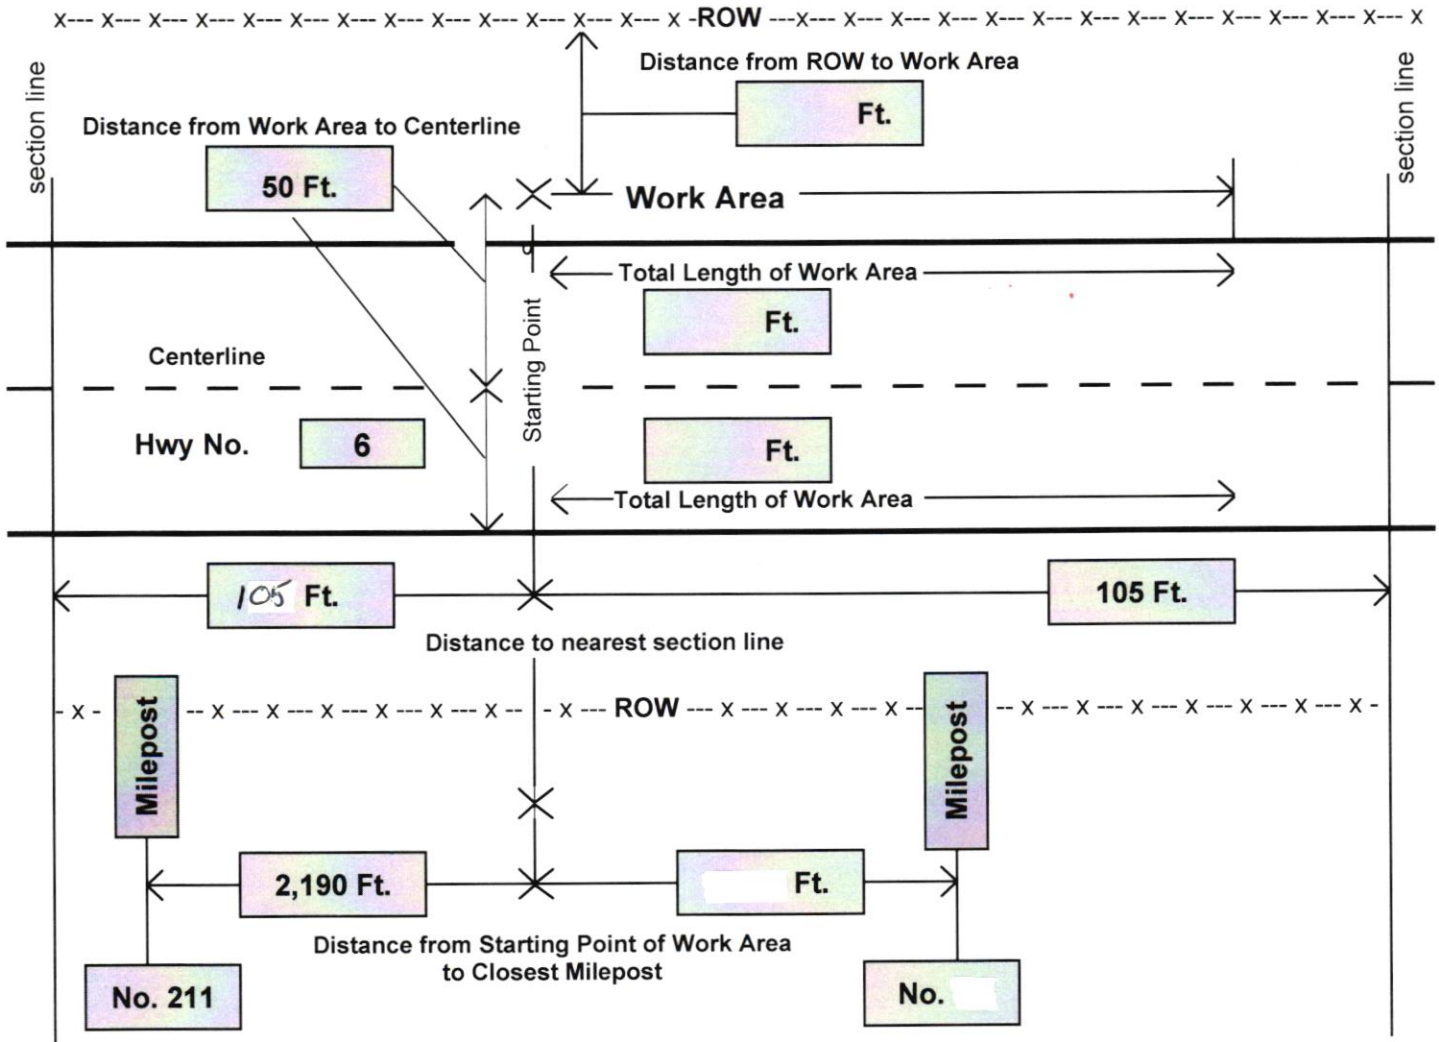 x--- x--- x--- x--- x--- x--- x--- x--- x--- x--- x--- x -ROW ---x--- x--- x--- x--- x--- x--- x--- x--- x--- x--- x--- x--- x
section line
Distance from ROW to Work Area
section line
Ft.
Distance from Work Area to Centerline
50 Ft.
Work Area
Total Length of Work Area
Ft.
Starting Point
Centerline
Hwy No.
6
Ft.
Total Length of Work Area
105 Ft.
105 Ft.
Distance to nearest section line
- x - -- x --- x --- x --- x --- x --- x -- - x --- ROW --- x --- x --- x --- x -- -- x --- x --- x --- x --- x --- x --- x -
Milepost
Milepost
2,190 Ft.
Ft.
Distance from Starting Point of Work Area
to Closest Milepost
No. 211
No.